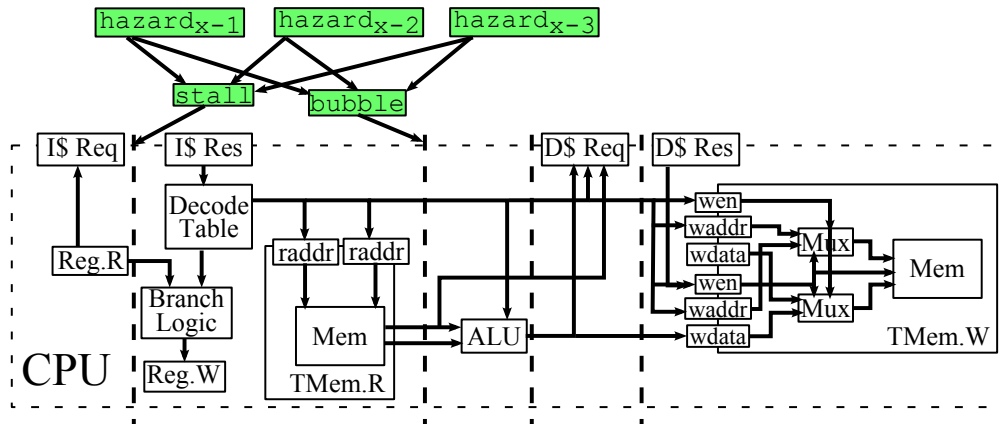 hazardx-1 hazardx-2 hazardx-3
stall
bubble
I$ Req I$ Res D$ Req D$ Res
Decode
Table
wen
waddr
wdata
wen
waddr
wdata
Mux
Mux
Mem
TMem.W
Reg.R
raddr raddr
Branch
Logic
Mem
ALU
Reg.W
TMem.R
CPU